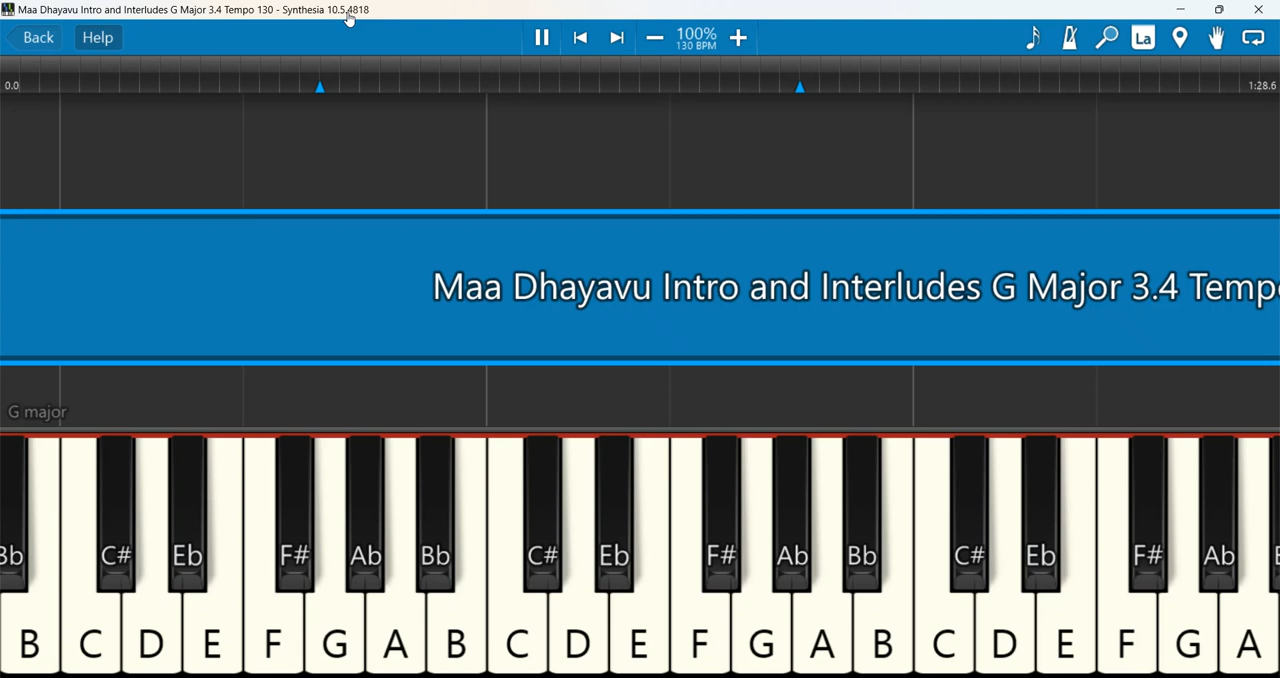 Maa Dhayavu Intro and Interludes G Major 3.4 Tempo 130 - Synthesia 10.5.4818
Back Help 100% 130 BPM La
0.0 1:28.6
Maa Dhayavu Intro and Interludes G Major 3.4 Tempo
G major
Bb C# Eb F# Ab Bb C# Eb F# Ab Bb C# Eb F# Ab
B C D E F G A B C D E F G A B C D E F G A